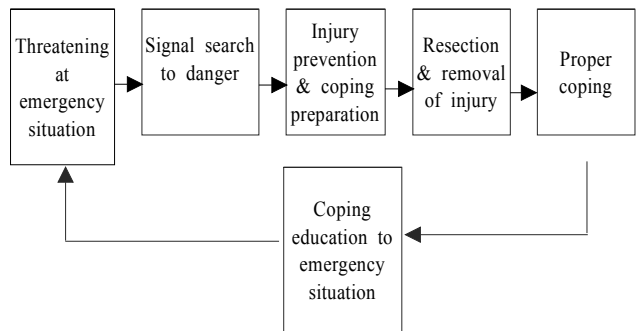 Threatening
at
emergency
situation
Signal search
to danger
Injury
prevention
& coping
preparation
Resection
& removal
of injury
Proper
coping
Coping
education to
emergency
situation